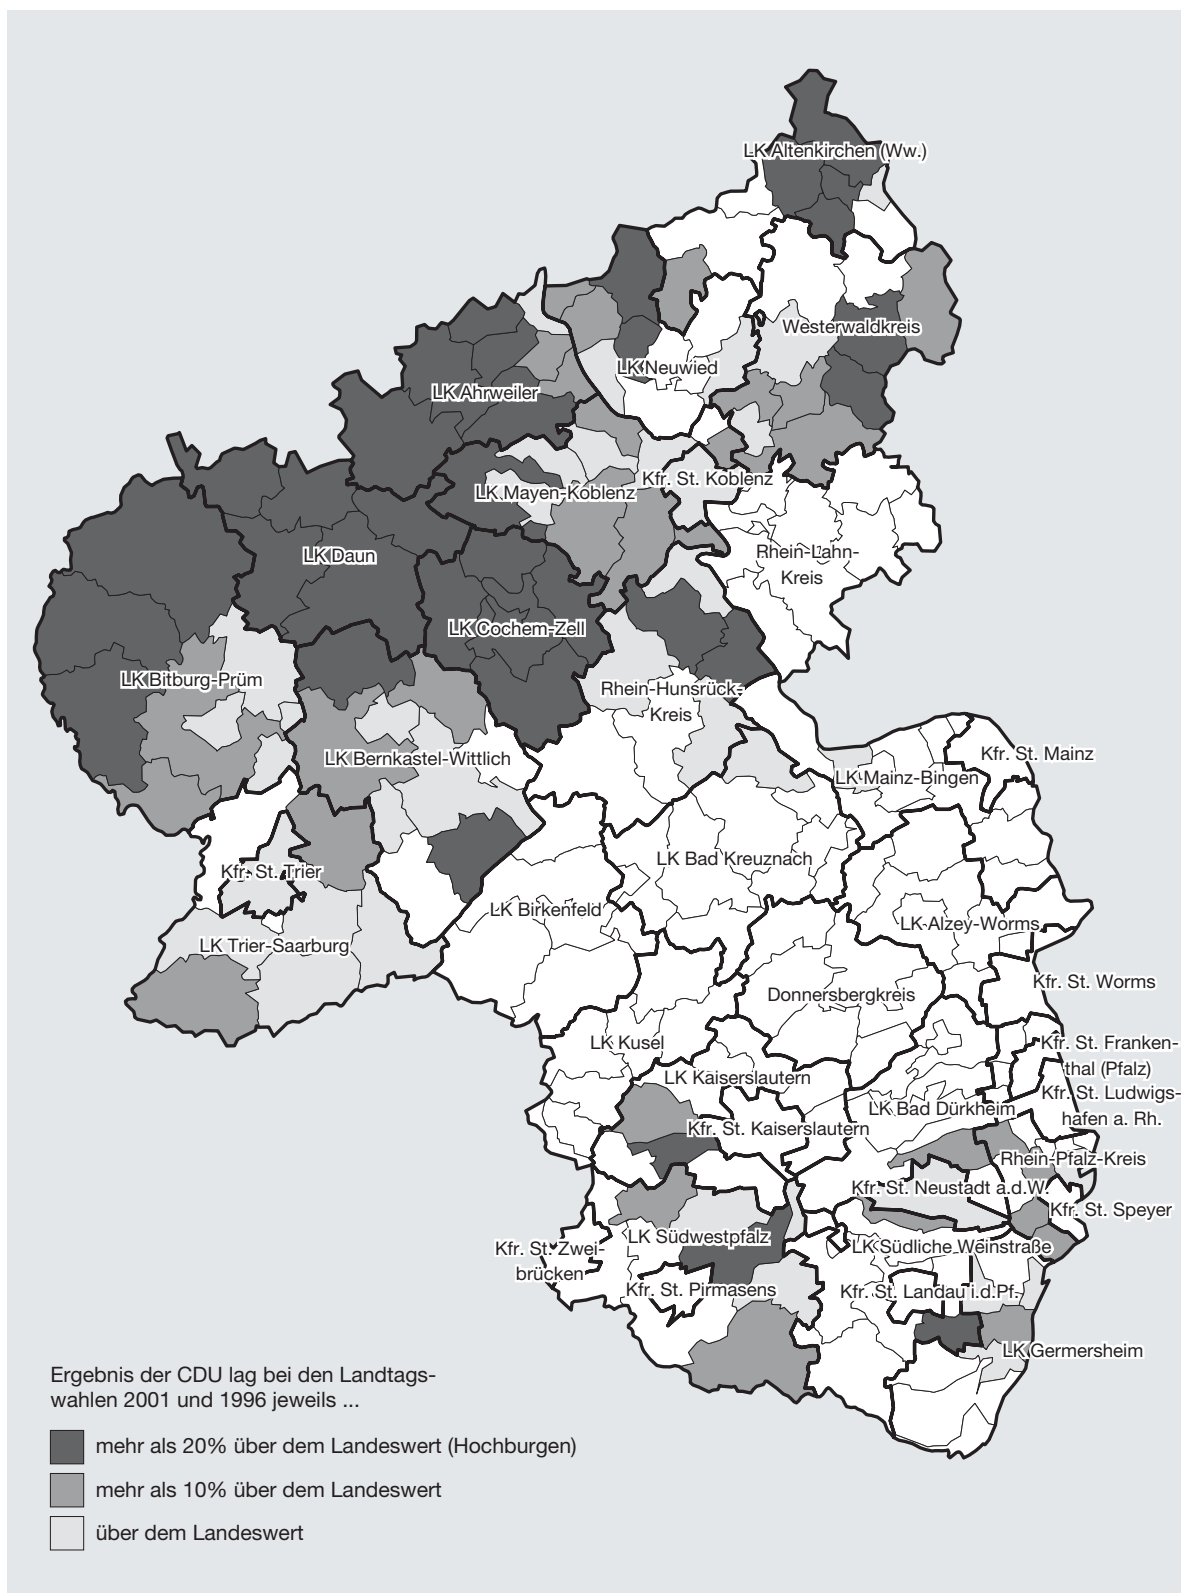 LK Altenkirchen (Ww.)
Westerwaldkreis
LK Neuwied
LK Ahrweiler
Kfr. St. Koblenz
LK Mayen-Koblenz
LK Daun
Rhein-Lahn-
Kreis
LK Cochem-Zell
LK Bitburg-Prüm
Rhein-Hunsrück-
Kreis
LK Bernkastel-Wittlich
Kfr. St. Mainz
LK Mainz-Bingen
LK Bad Kreuznach
Kfr. St. Trier
LK Birkenfeld
LK Alzey-Worms
LK Trier-Saarburg
Kfr. St. Worms
Donnersbergkreis
LK Kusel
Kfr. St. Franken-
thal (Pfalz)
LK Kaiserslautern
Kfr. St. Ludwigs-
hafen a. Rh.
LK Bad Dürkheim
Kfr. St. Kaiserslautern
Rhein-Pfalz-Kreis
Kfr. St. Neustadt a.d.W.
Kfr. St. Speyer
LK Südwestpfalz
LK Südliche Weinstraße
Kfr. St. Zwei-
brücken
Kfr. St. Pirmasens
Kfr. St. Landau i.d.Pf.
LK Germersheim
Ergebnis der CDU lag bei den Landtags-
wahlen 2001 und 1996 jeweils ...
mehr als 20% über dem Landeswert (Hochburgen)
mehr als 10% über dem Landeswert
über dem Landeswert